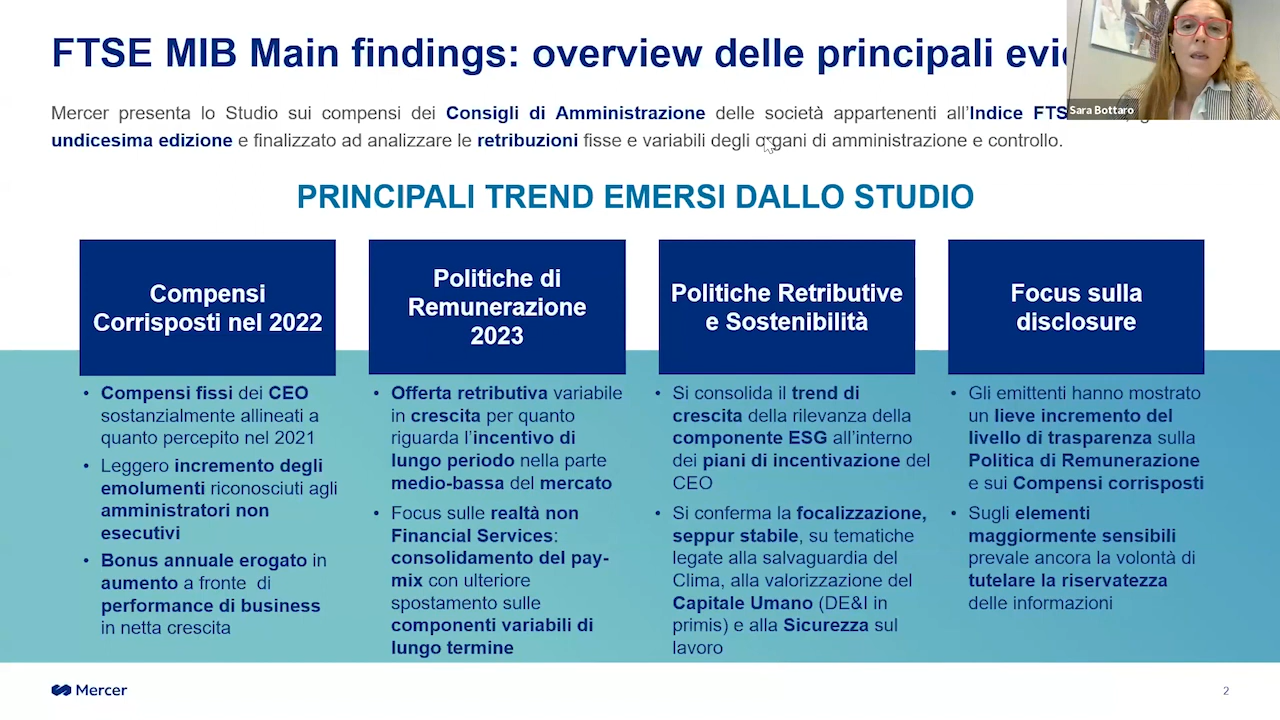 FTSE MIB Main findings: overview delle principali
Sara Bottaro
Mercer presenta lo Studio sui compensi dei Consigli di Amministrazione delle società appartenenti all'Indice
undicesima edizione e finalizzato ad analizzare le retribuzioni fisse e variabili degli organi di amministrazione e controllo.
PRINCIPALI TREND EMERSI DALLO STUDIO
Compensi
Corrisposti nel 2022
Compensi fissi dei CEO
sostanzialmente allineati a
quanto percepito nel 2021
Leggero incremento degli
emolumenti riconosciuti agli
amministratori non
esecutivi
Bonus annuale erogato in
aumento a fronte di
performance di business
in netta crescita
Politiche di
Remunerazione
2023
Offerta retributiva variabile
in crescita per quanto
riguarda l'incentivo di
lungo periodo nella parte
medio-bassa del mercato
Focus sulle realtà non
Financial Services:
consolidamento del pay-
mix con ulteriore
spostamento sulle
componenti variabili di
lungo termine
Politiche Retributive
e Sostenibilità
Si consolida il trend di
crescita della rilevanza della
componente ESG all'interno
dei piani di incentivazione del
CEO
Si conferma la focalizzazione,
seppur stabile, su tematiche
legate alla salvaguardia del
Clima, alla valorizzazione del
Capitale Umano (DE&I in
primis) e alla Sicurezza sul
lavoro
Focus sulla
disclosure
Gli emittenti hanno mostrato
un lieve incremento del
livello di trasparenza sulla
Politica di Remunerazione
e sui Compensi corrisposti
Sugli elementi
maggiormente sensibili
prevale ancora la volontà di
tutelare la riservatezza
delle informazioni
Mercer
2